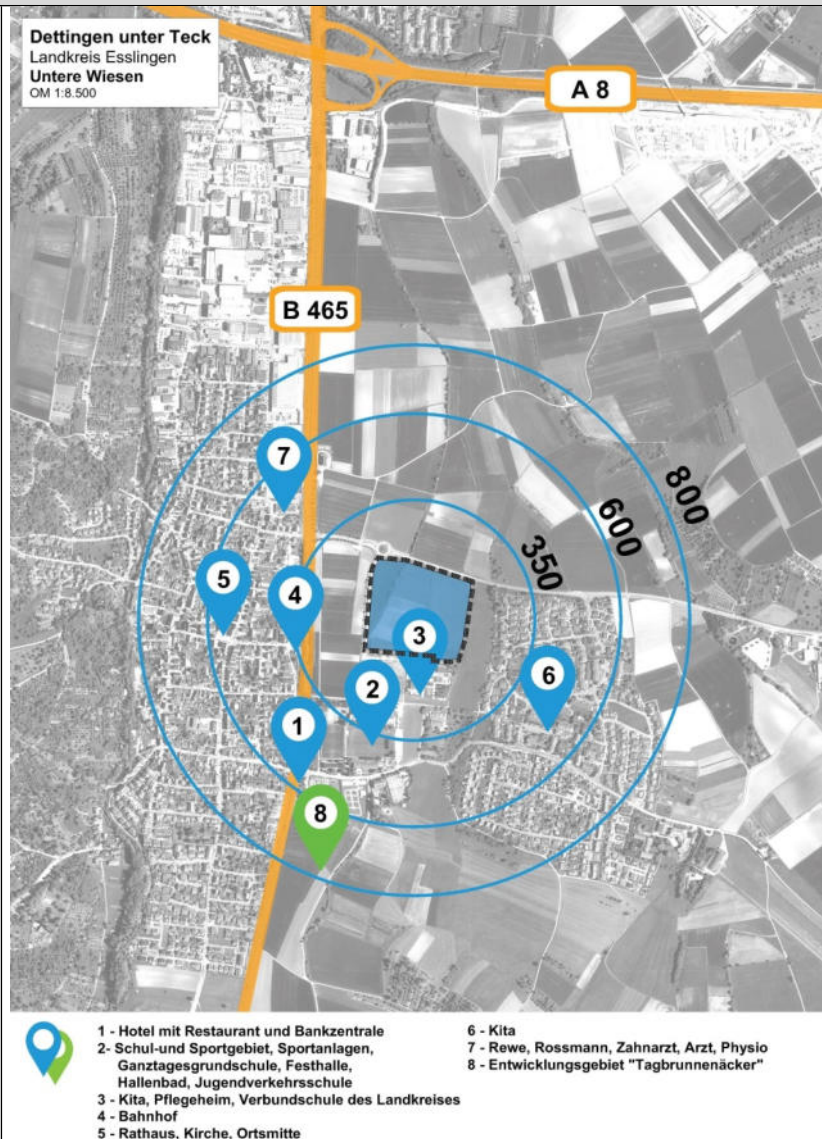 Dettingen unter Teck
Landkreis Esslingen
Untere Wiesen
OM 1:8.500
A 8
B 465
800
600
350
7
5
4
3
6
2
1
8
1 - Hotel mit Restaurant und Bankzentrale
2- Schul-und Sportgebiet, Sportanlagen,
Ganztagesgrundschule, Festhalle,
Hallenbad, Jugendverkehrsschule
3 - Kita, Pflegeheim, Verbundschule des Landkreises
4 - Bahnhof
5 - Rathaus, Kirche, Ortsmitte
6 - Kita
7 - Rewe, Rossmann, Zahnarzt, Arzt, Physio
8 - Entwicklungsgebiet "Tagbrunnenäcker"